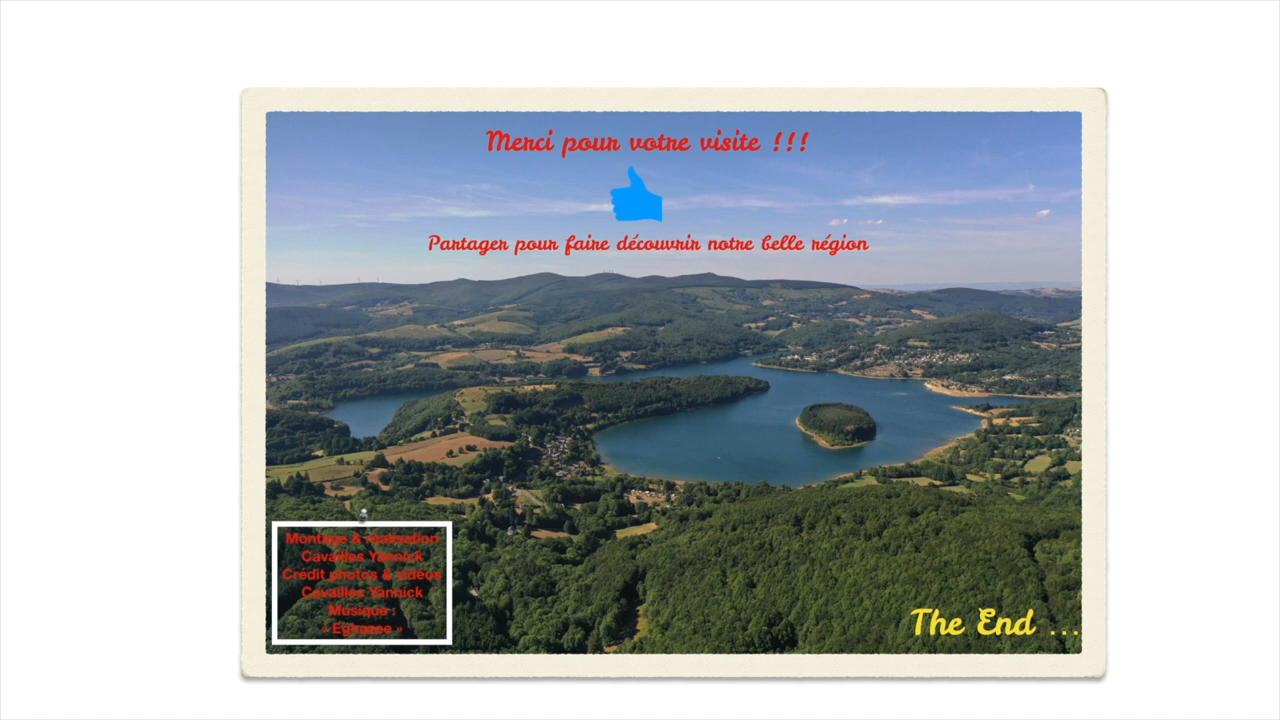 Merci pour votre visite !!!
Partager pour faire découvrir notre belle région
Montage & réalisation
Cavailles Yannick
Crédit photos & vidéos
Cavailles Yannick
Musique :
« Eghezee »
The End ...